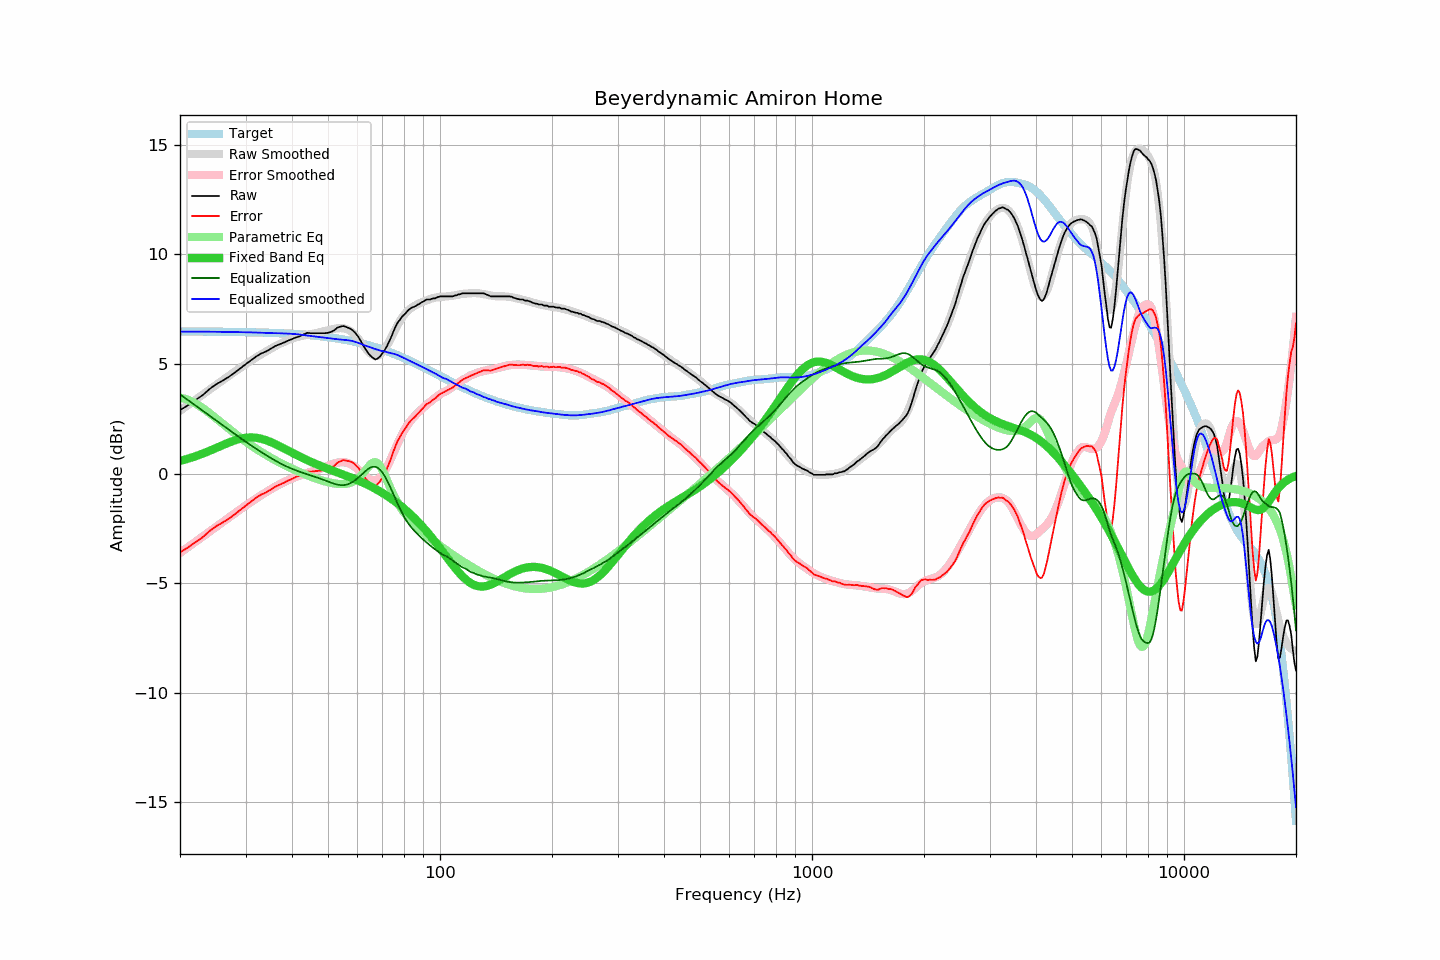 Beyerdynamic Amiron Home
Target
Raw Smoothed
Error Smoothed
Raw
Error
Parametric Eq
Fixed Band Eq
Equalization
Equalized smoothed
15
10
5
0
−5
−10
−15
Amplitude (dBr)
100 1000 10000
Frequency (Hz)